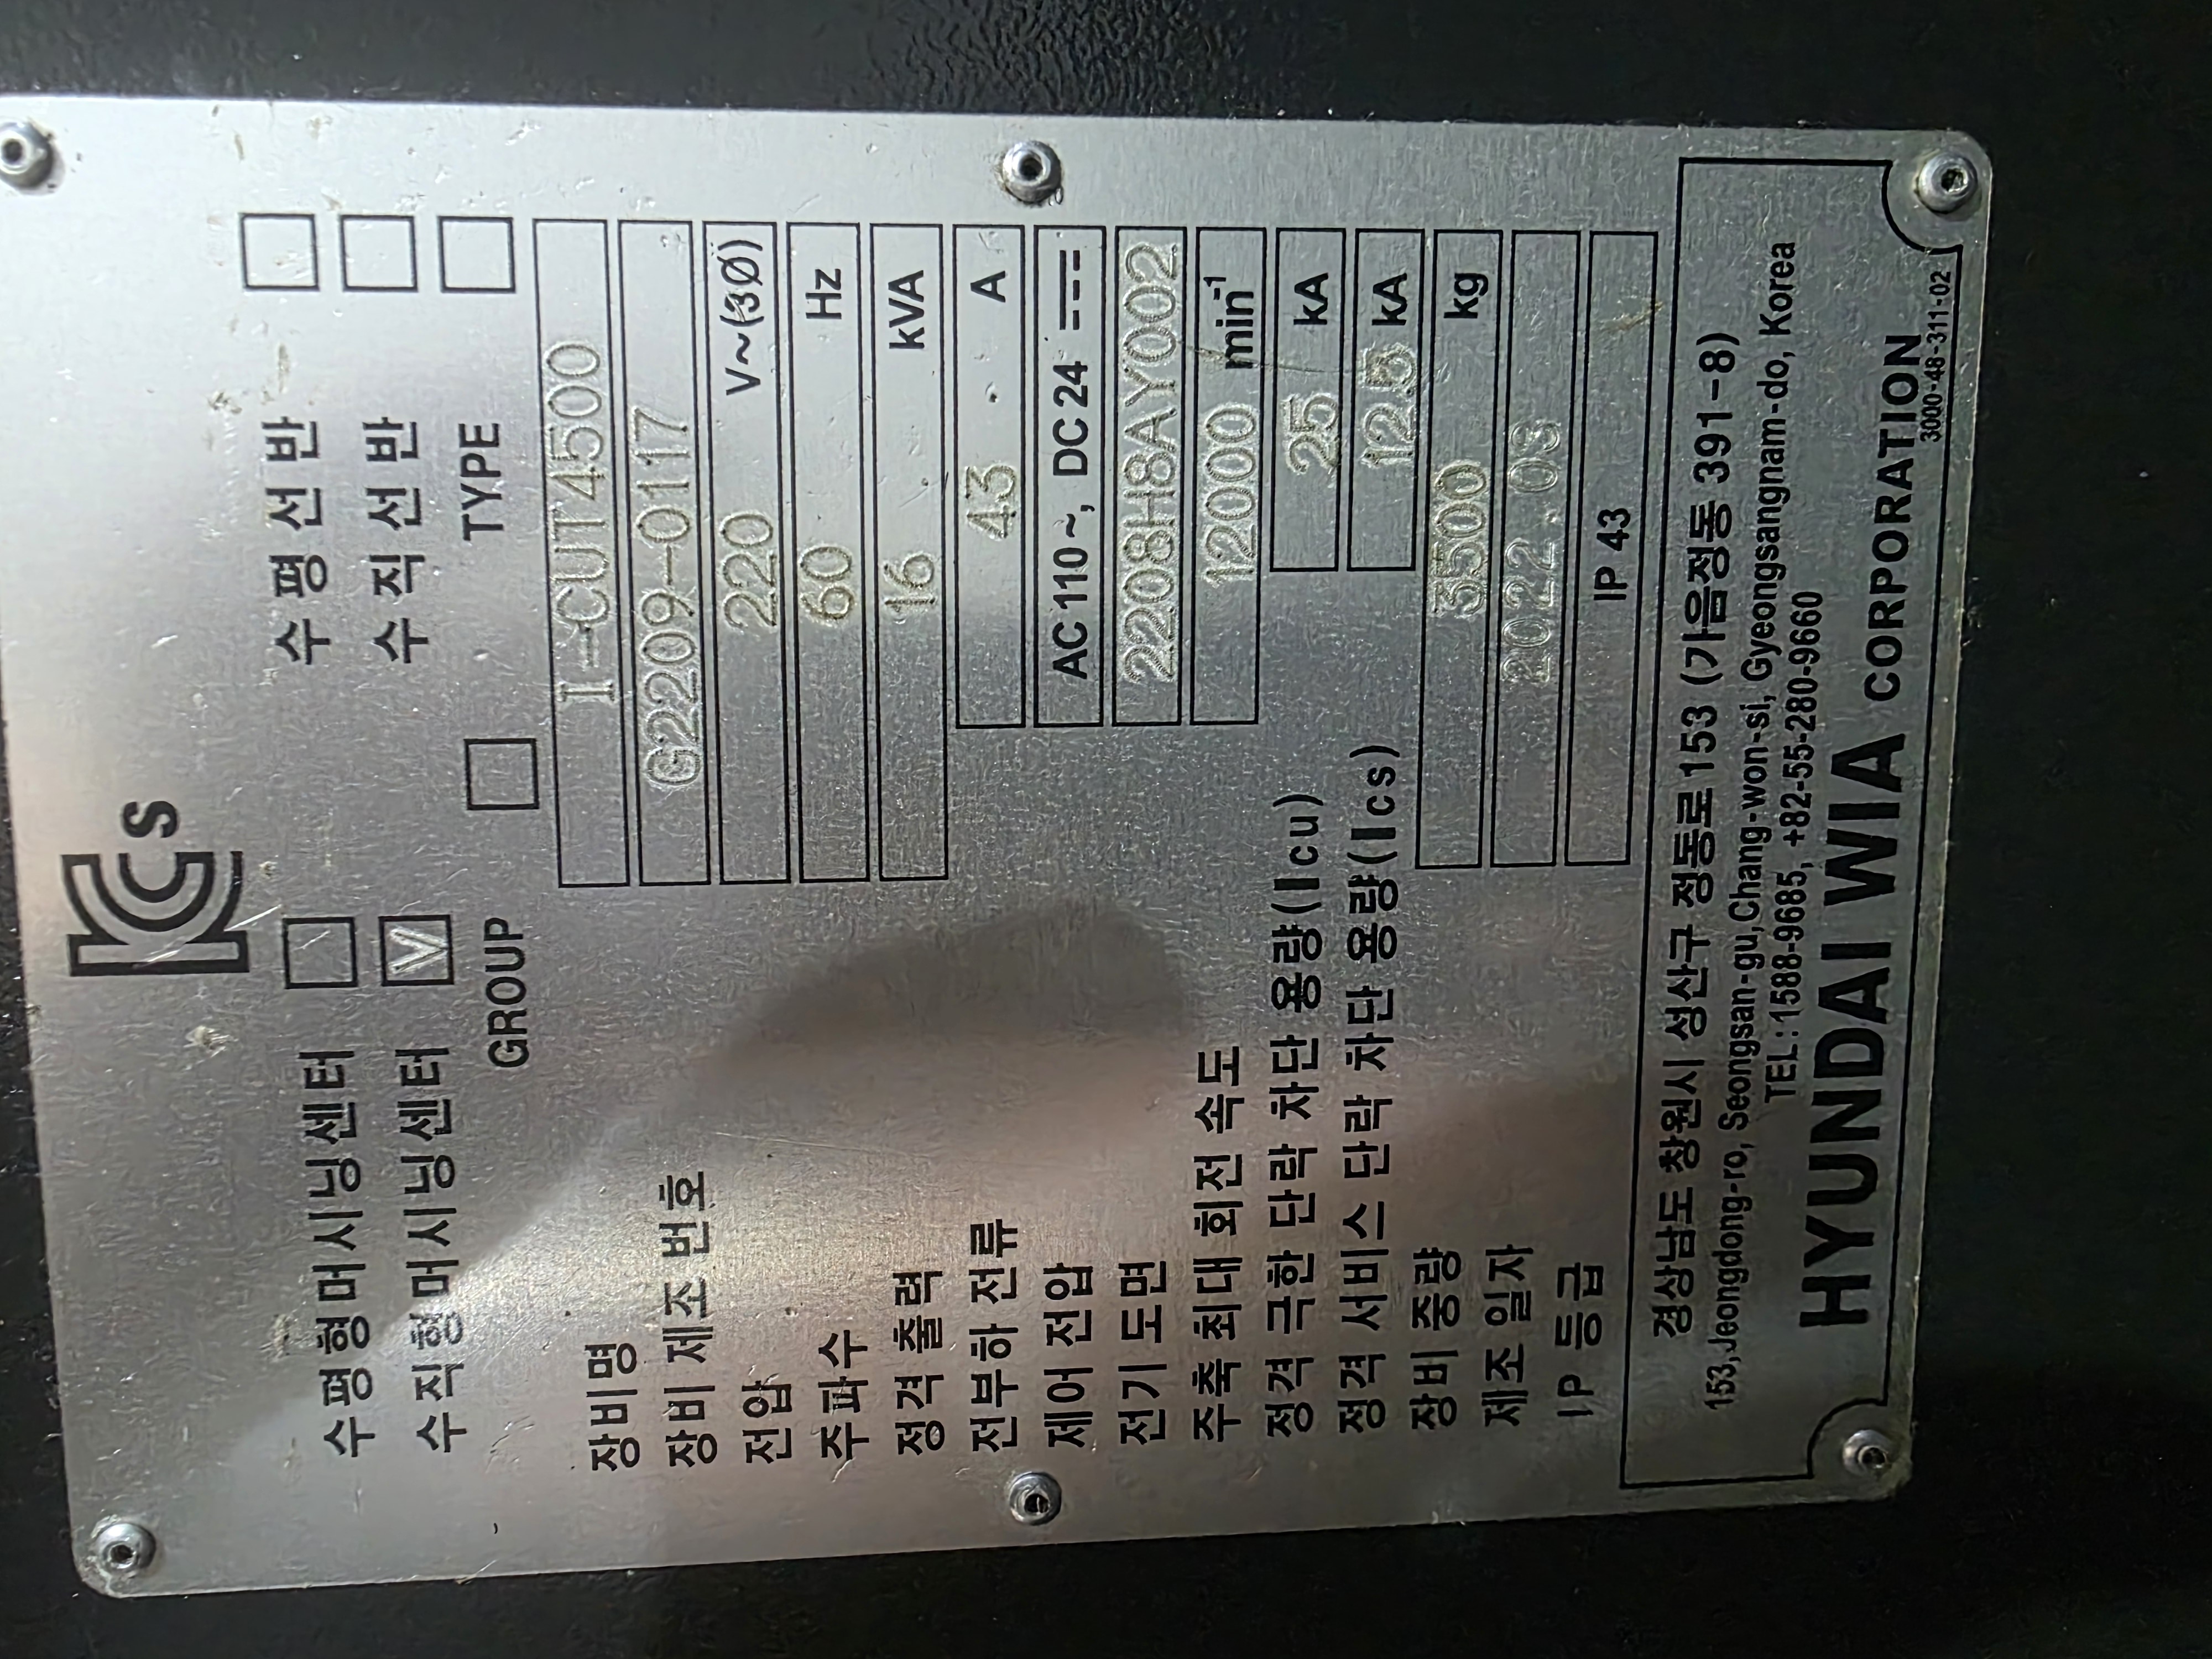 KCs
수평형머시닝센터 수평선반
수직형머시닝센터 V 수직선반
GROUP TYPE
장비명 I-CUT4500
장비 제조 번호 G2209-0117
전압 220 V~(3Ø)
주파수 60 Hz
정격 출력 16 kVA
전부하 전류 43 A
제어 전압 AC 110~, DC 24
전기 도면 2208H8AY002
주축 최대 회전 속도 12000 min-1
정격 극한 단락 차단 용량(Icu) 25 kA
정격 서비스 단락 차단 용량(Ics) 12.5 kA
장비 중량 3500 kg
제조 일자 2022.03
IP 등급 IP 43
경상남도 창원시 성산구 정동로153 (가음정동 391-8)
153,Jeongdong-ro, Seongsan-gu,Chang-won-si, Gyeongsangnam-do, Korea
TEL:1588-9685, +82-55-280-9660
HYUNDAI WIA CORPORATION
3000-48-311-02